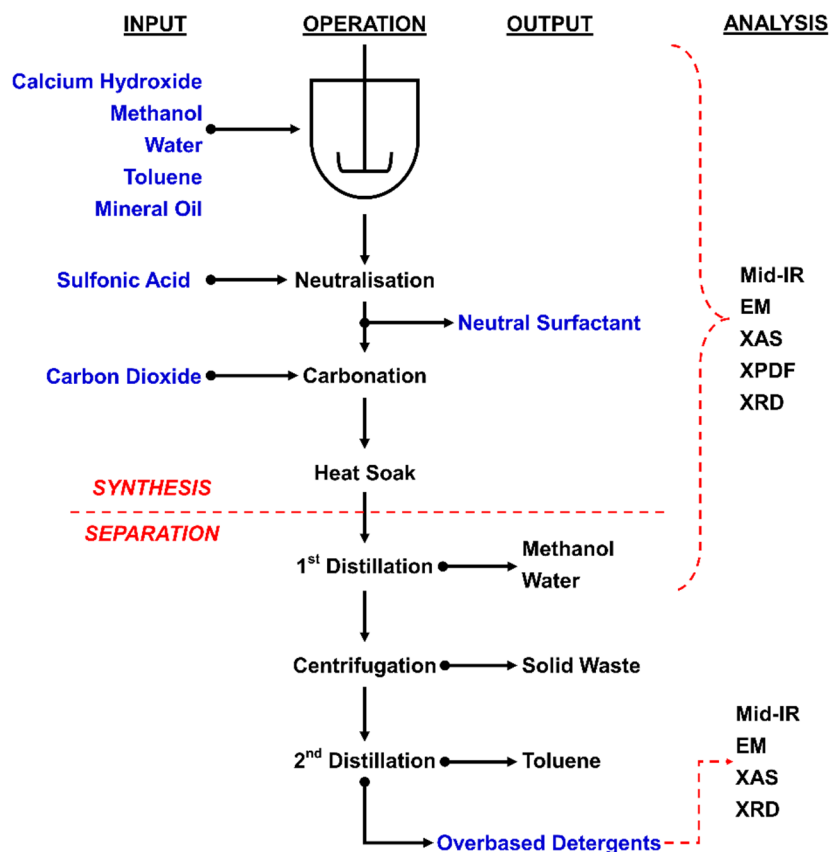 INPUT OPERATION OUTPUT ANALYSIS
Calcium Hydroxide
Methanol
Water
Toluene
Mineral Oil
Sulfonic Acid Neutralisation
Neutral Surfactant
Carbon Dioxide Carbonation
Heat Soak
SYNTHESIS
SEPARATION
1st Distillation
Methanol
Water
Centrifugation Solid Waste
2nd Distillation Toluene
Overbased Detergents
Mid-IR
EM
XAS
XPDF
XRD
Mid-IR
EM
XAS
XRD